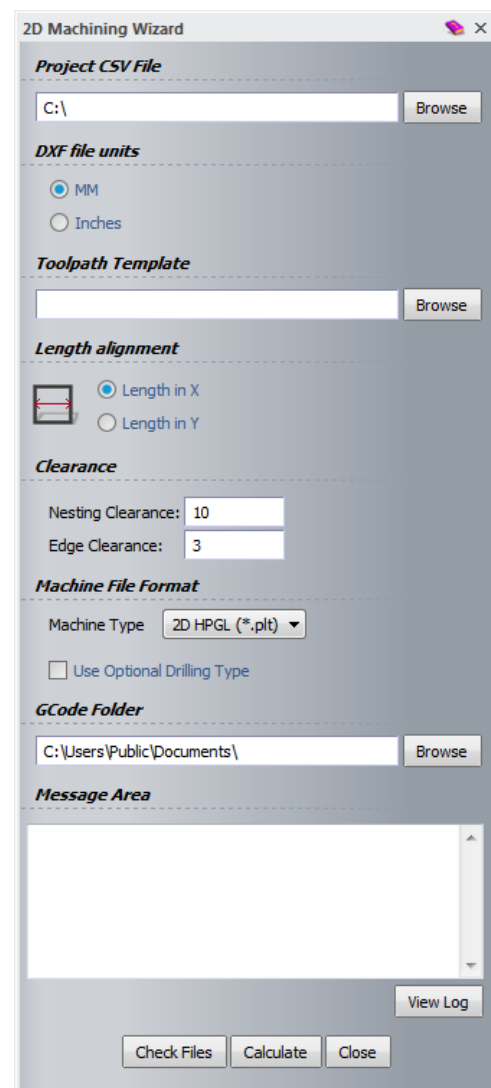 2D Machining Wizard
Project CSV File
C:\ Browse
DXF file units
MM
Inches
Toolpath Template
Browse
Length alignment
Length in X
Length in Y
Clearance
Nesting Clearance: 10
Edge Clearance: 3
Machine File Format
Machine Type 2D HPGL (*.plt)
Use Optional Drilling Type
GCode Folder
C:\Users\Public\Documents\ Browse
Message Area
View Log
Check Files Calculate Close